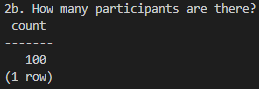 2b. How many participants are there?
count
-------
100
(1 row)